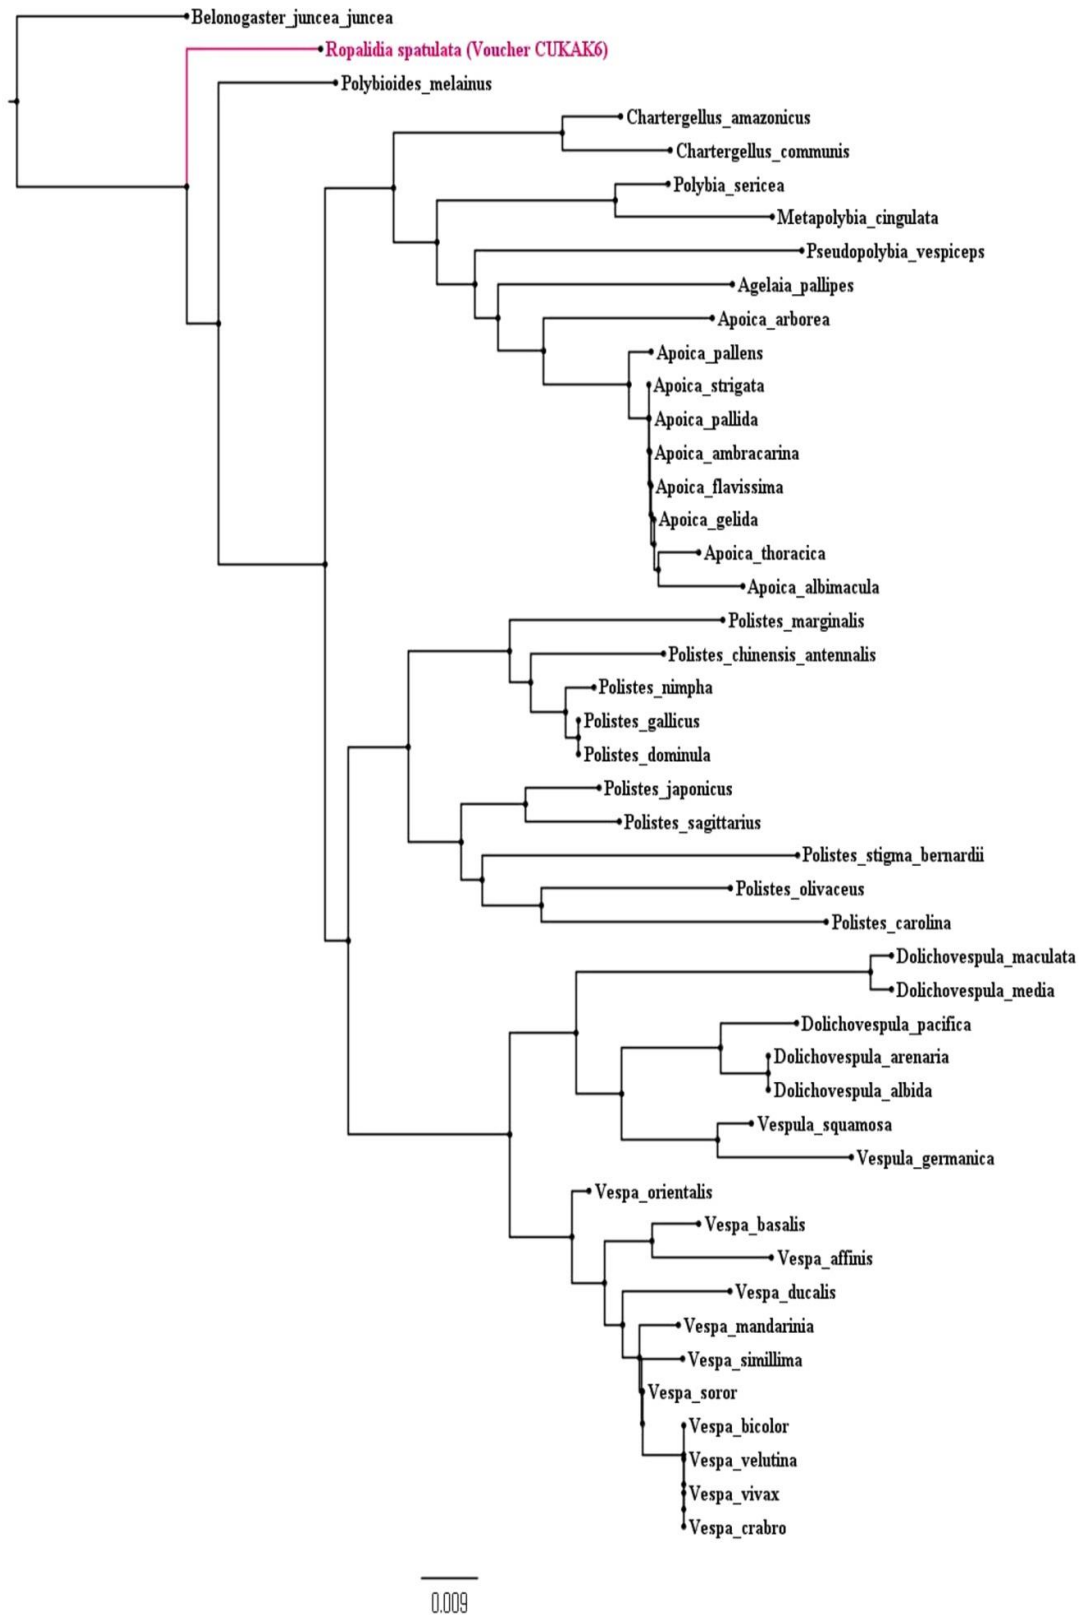 Belonogaster_juncea_juncea
Ropalidia spatulata (Voucher CUKAK6)
Polybioides_melainus
Chartergellus_amazonicus
Chartergellus_communis
Polybia_sericea
Metapolybia_cingulata
Pseudopolybia_vespiceps
Agelaia_pallipes
Apoica_arborea
Apoica_pallens
Apoica_strigata
Apoica_pallida
Apoica_ambracarina
Apoica_flavissima
Apoica_gelida
Apoica_thoracica
Apoica_albimacula
Polistes_marginalis
Polistes_chinensis_antennalis
Polistes_nimpha
Polistes_gallicus
Polistes_dominula
Polistes_japonicus
Polistes_sagittarius
Polistes_stigma_bernardii
Polistes_olivaceus
Polistes_carolina
Dolichovespula_maculata
Dolichovespula_media
Dolichovespula_pacifica
Dolichovespula_arenaria
Dolichovespula_albida
Vespula_squamosa
Vespula_germanica
Vespa_orientalis
Vespa_basalis
Vespa_affinis
Vespa_ducalis
Vespa_mandarinia
Vespa_simillima
Vespa_soror
Vespa_bicolor
Vespa_velutina
Vespa_vivax
Vespa_crabro
0.009